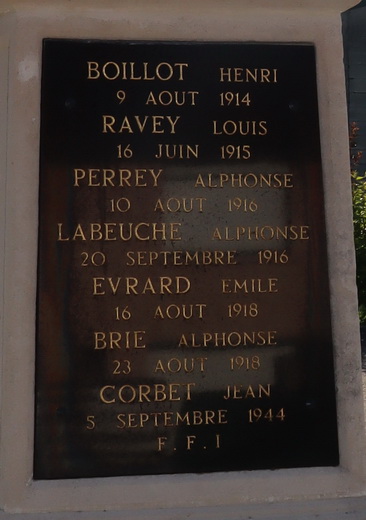 BOILLOT HENRI
9 AOUT 1914
RAVEY LOUIS
16 JUIN 1915
PERREY ALPHONSE
10 AOUT 1916
LABEUCHE ALPHONSE
20 SEPTEMBRE 1916
EVRARD EMILE
16 AOUT 1918
BRIE ALPHONSE
23 AOUT 1918
CORBET JEAN
5 SEPTEMBRE 1944
F. F. I